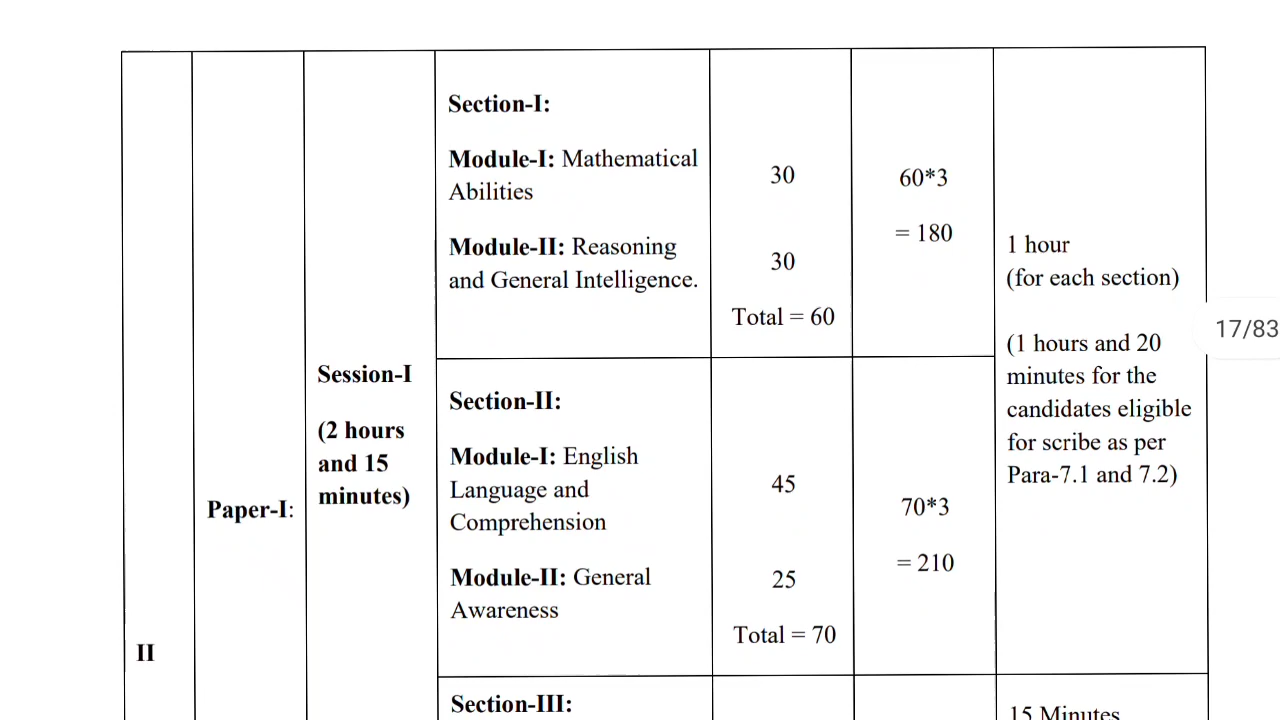 Section-I:
Module-I: Mathematical
Abilities
30
Module-II: Reasoning
and General Intelligence.
30
Total = 60
60*3
= 180
1 hour
(for each section)
(1 hours and 20
minutes for the
candidates eligible
for scribe as per
Para-7.1 and 7.2)
17/83
Session-I
(2 hours
and 15
minutes)
Paper-I:
II
Section-II:
Module-I: English
Language and
Comprehension
45
Module-II: General
Awareness
25
Total = 70
70*3
= 210
Section-III:
15 Minutes